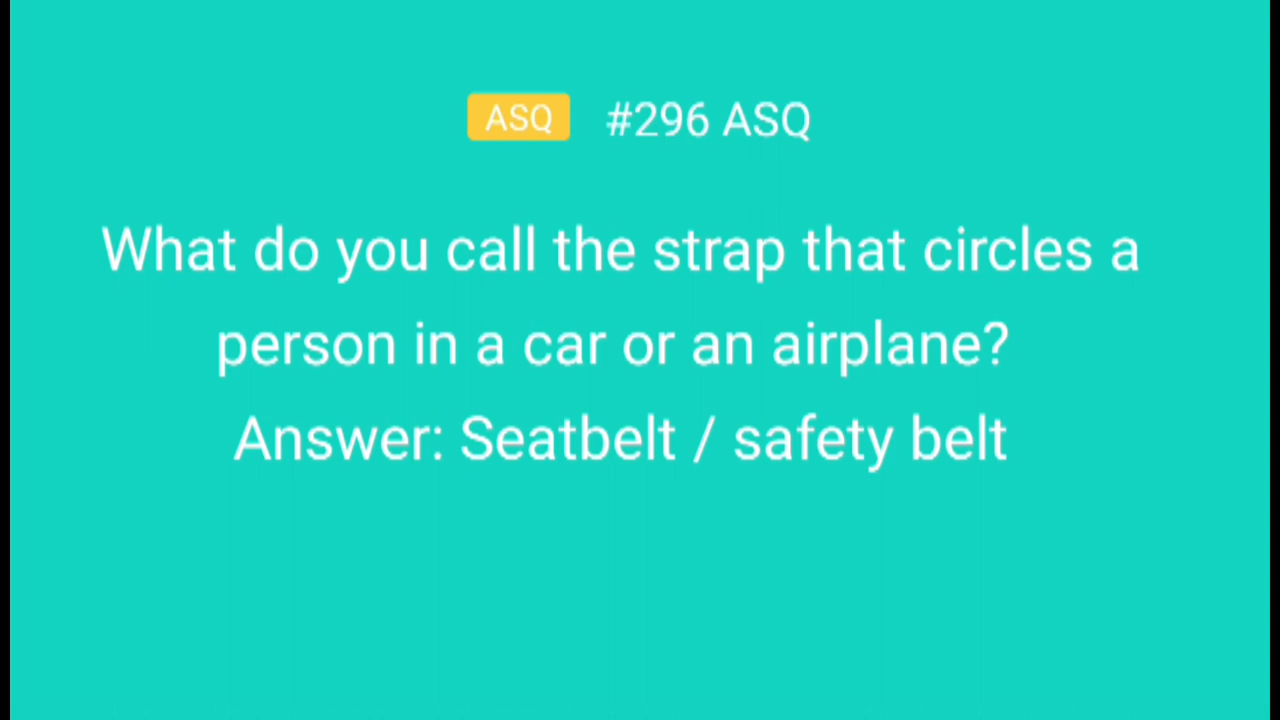 ASQ #296 ASQ
What do you call the strap that circles a
person in a car or an airplane?
Answer: Seatbelt / safety belt